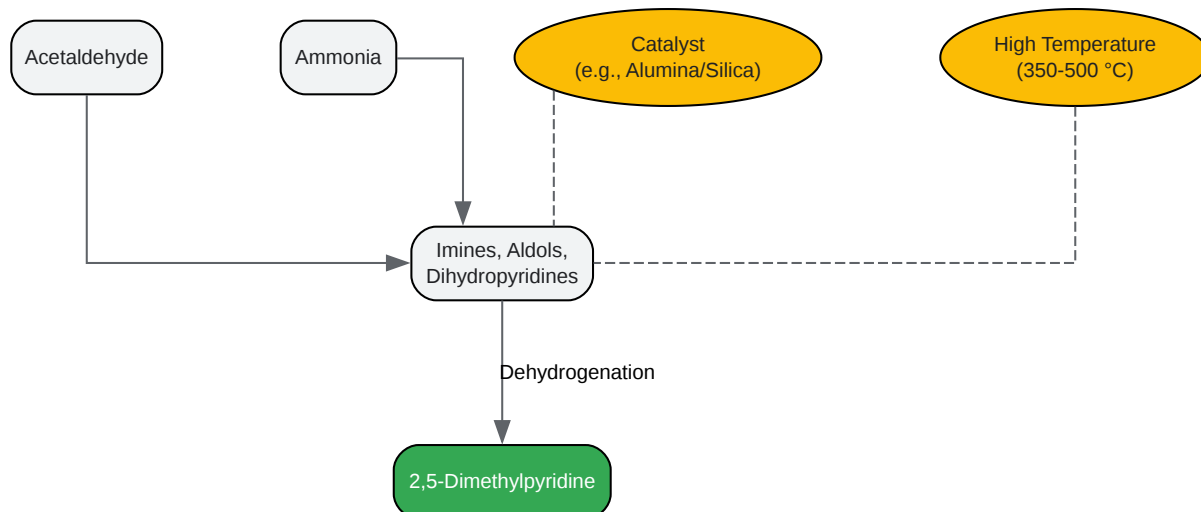 Acetaldehyde
Ammonia
Catalyst
(e.g., Alumina/Silica)
High Temperature
(350-500 °C)
Imines, Aldols,
Dihydropyridines
Dehydrogenation
2,5-Dimethylpyridine